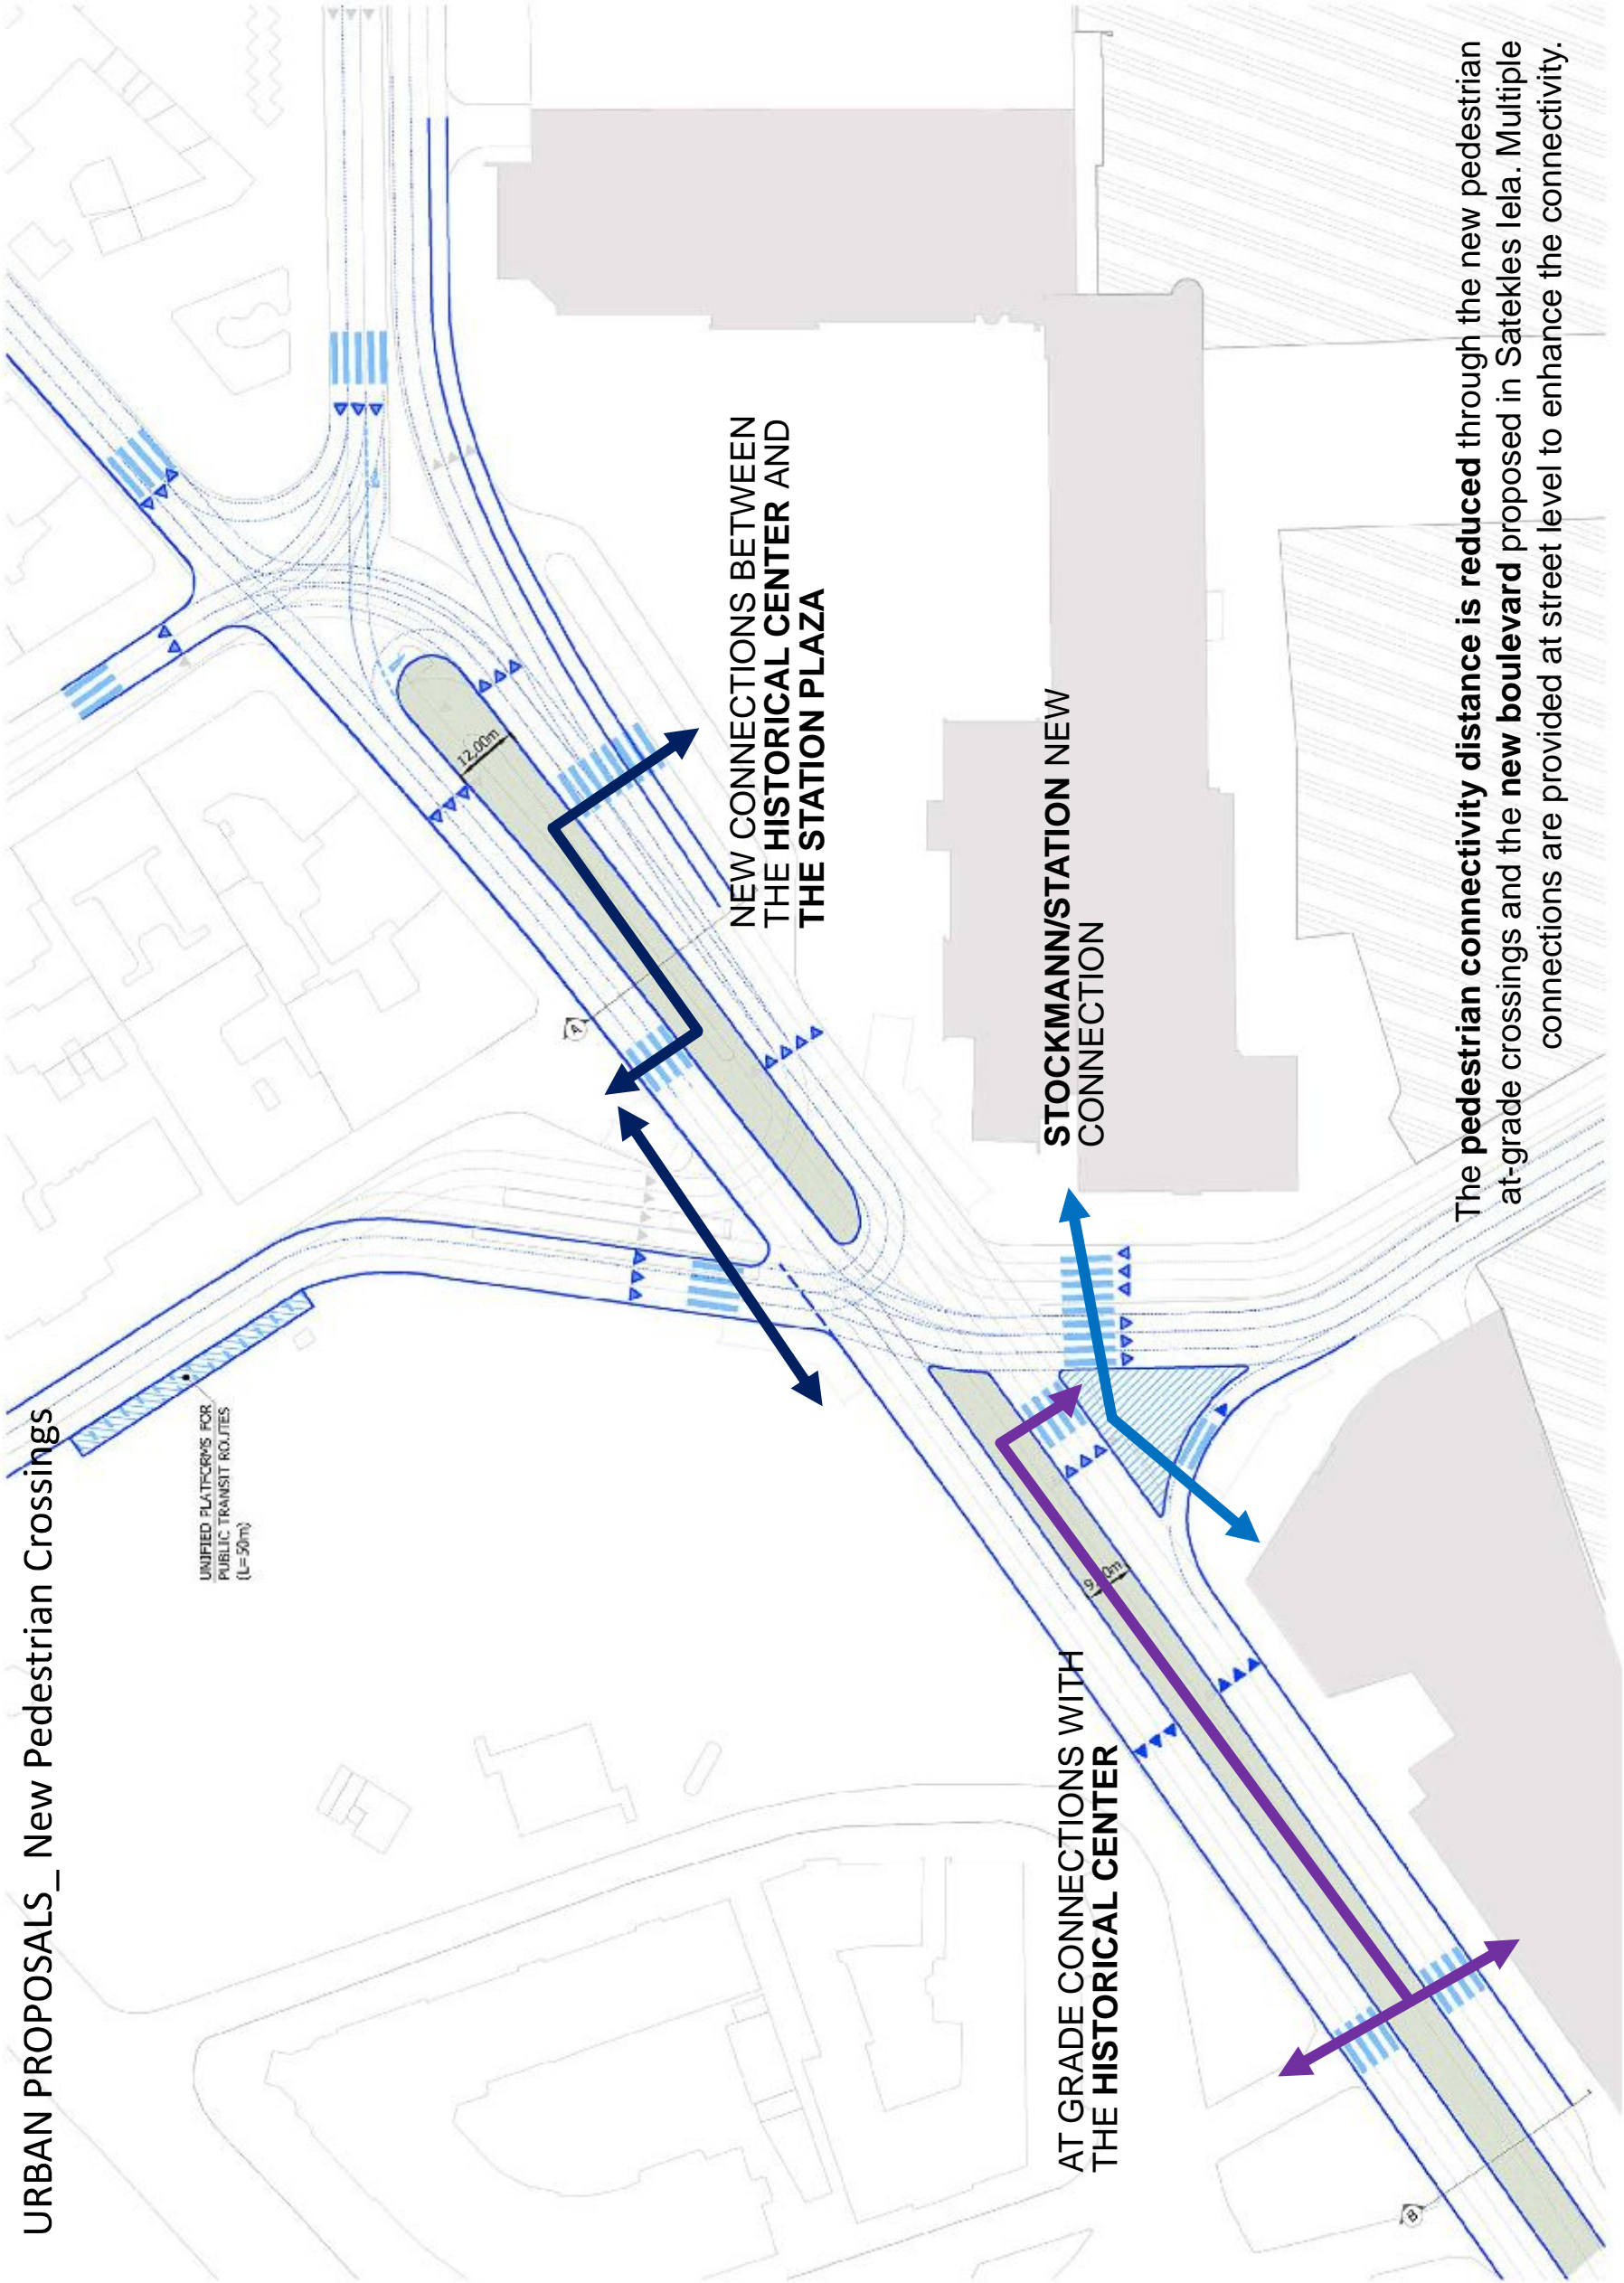 URBAN PROPOSALS_ New Pedestrian Crossings
UNIFIED PLATFORMS FOR
PUBLIC TRANSIT ROUTES
(L=50m)
12,00m
A
NEW CONNECTIONS BETWEEN
THE HISTORICAL CENTER AND
THE STATION PLAZA
STOCKMANN/STATION NEW
CONNECTION
AT GRADE CONNECTIONS WITH
THE HISTORICAL CENTER
B
The pedestrian connectivity distance is reduced through the new pedestrian
at-grade crossings and the new boulevard proposed in Satekles Iela. Multiple
connections are provided at street level to enhance the connectivity.